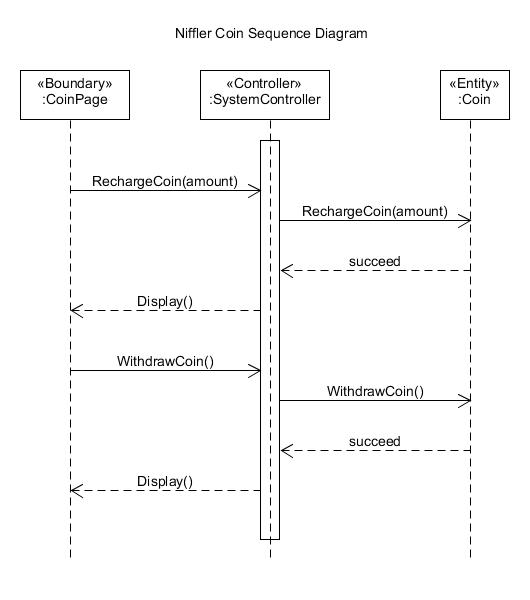 Niffler Coin Sequence Diagram
«Boundary»
:CoinPage
«Controller»
:SystemController
«Entity»
:Coin
RechargeCoin(amount)
RechargeCoin(amount)
succeed
Display()
WithdrawCoin()
WithdrawCoin()
succeed
Display()